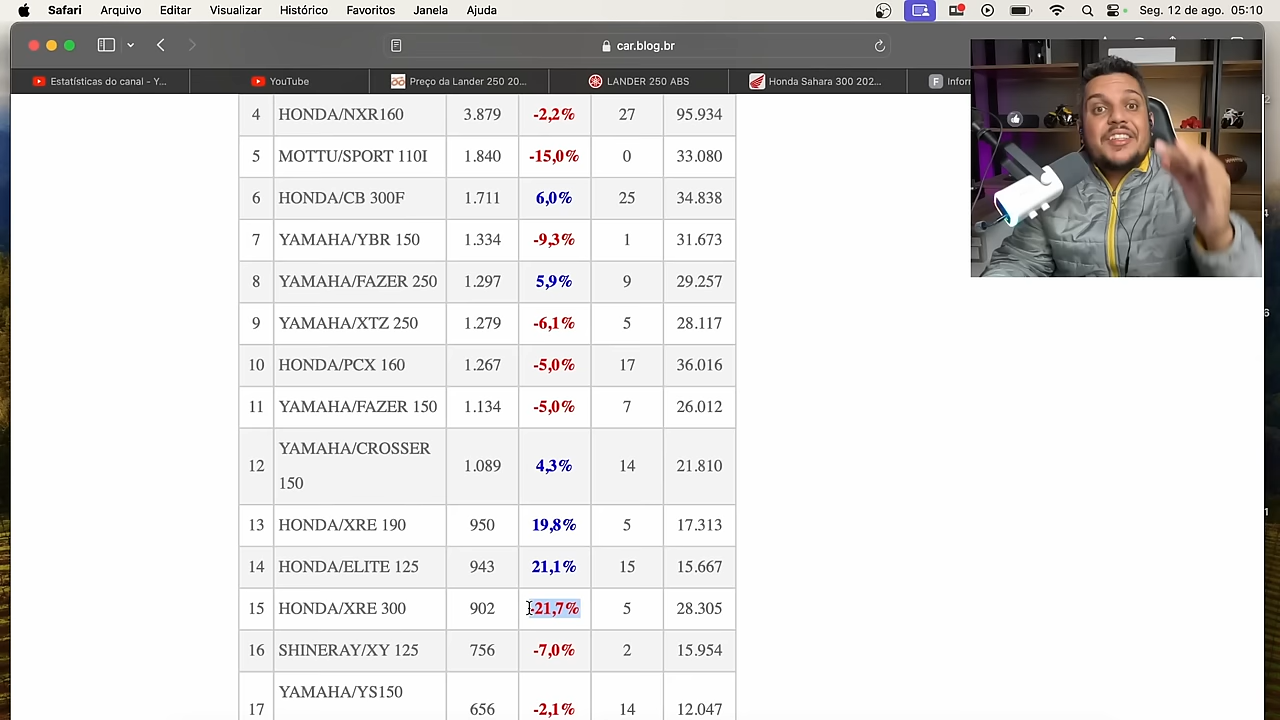 Safari Arquivo Editar Visualizar Histórico Favoritos Janela Ajuda Seg. 12 de ago. 05:10
car.blog.br
Estatísticas do canal - Y... YouTube Preço da Lander 250 20... LANDER 250 ABS Honda Sahara 300 202... F Infor
4 HONDA/NXR160 3.879 -2,2% 27 95.934
5 MOTTU/SPORT 110I 1.840 -15,0% 0 33.080
6 HONDA/CB 300F 1.711 6,0% 25 34.838
7 YAMAHA/YBR 150 1.334 -9,3% 1 31.673
8 YAMAHA/FAZER 250 1.297 5,9% 9 29.257
9 YAMAHA/XTZ 250 1.279 -6,1% 5 28.117
10 HONDA/PCX 160 1.267 -5,0% 17 36.016
11 YAMAHA/FAZER 150 1.134 -5,0% 7 26.012
12 YAMAHA/CROSSER 150 1.089 4,3% 14 21.810
13 HONDA/XRE 190 950 19,8% 5 17.313
14 HONDA/ELITE 125 943 21,1% 15 15.667
15 HONDA/XRE 300 902 -21,7% 5 28.305
16 SHINERAY/XY 125 756 -7,0% 2 15.954
17 YAMAHA/YS150 656 -2,1% 14 12.047